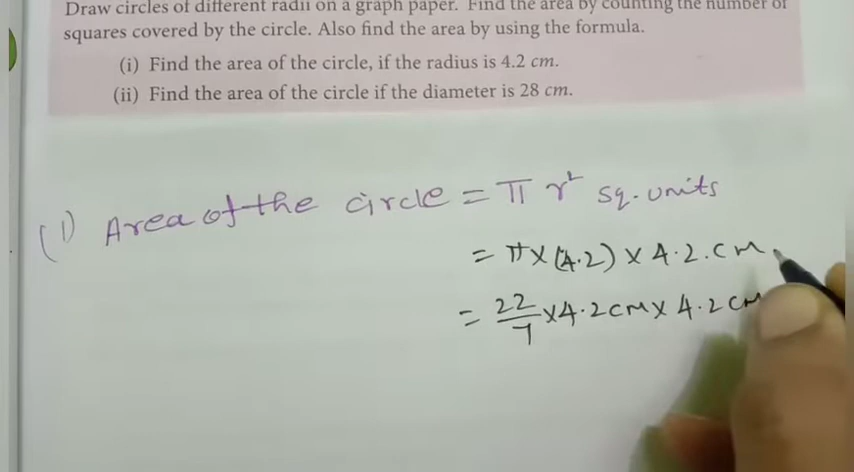 Draw circles of different radii on a graph paper. Find the area by counting the number of
squares covered by the circle. Also find the area by using the formula.
(i) Find the area of the circle, if the radius is 4.2 cm.
(ii) Find the area of the circle if the diameter is 28 cm.
(1) Area of the circle = π r² sq. units
= π × (4.2) × 4.2. cm
= 22/7 × 4.2 cm × 4.2 cm